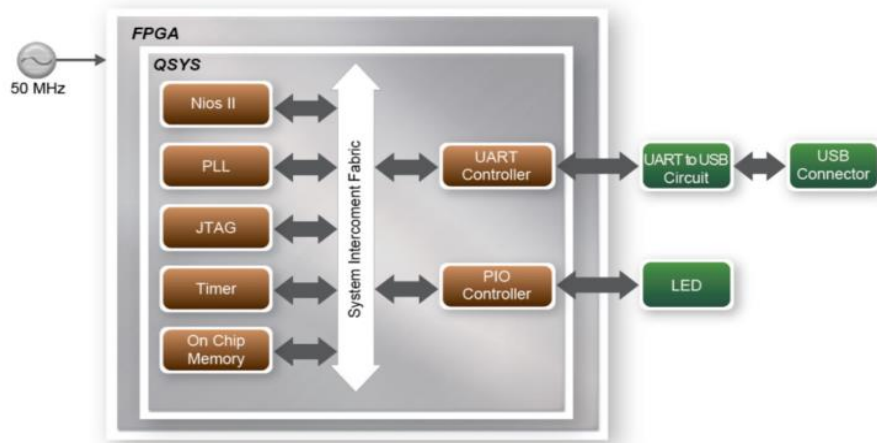 FPGA
QSYS
50 MHz
Nios II
PLL
JTAG
Timer
On Chip
Memory
System Intercoment Fabric
UART
Controller
PIO
Controller
UART to USB
Circuit
USB
Connector
LED